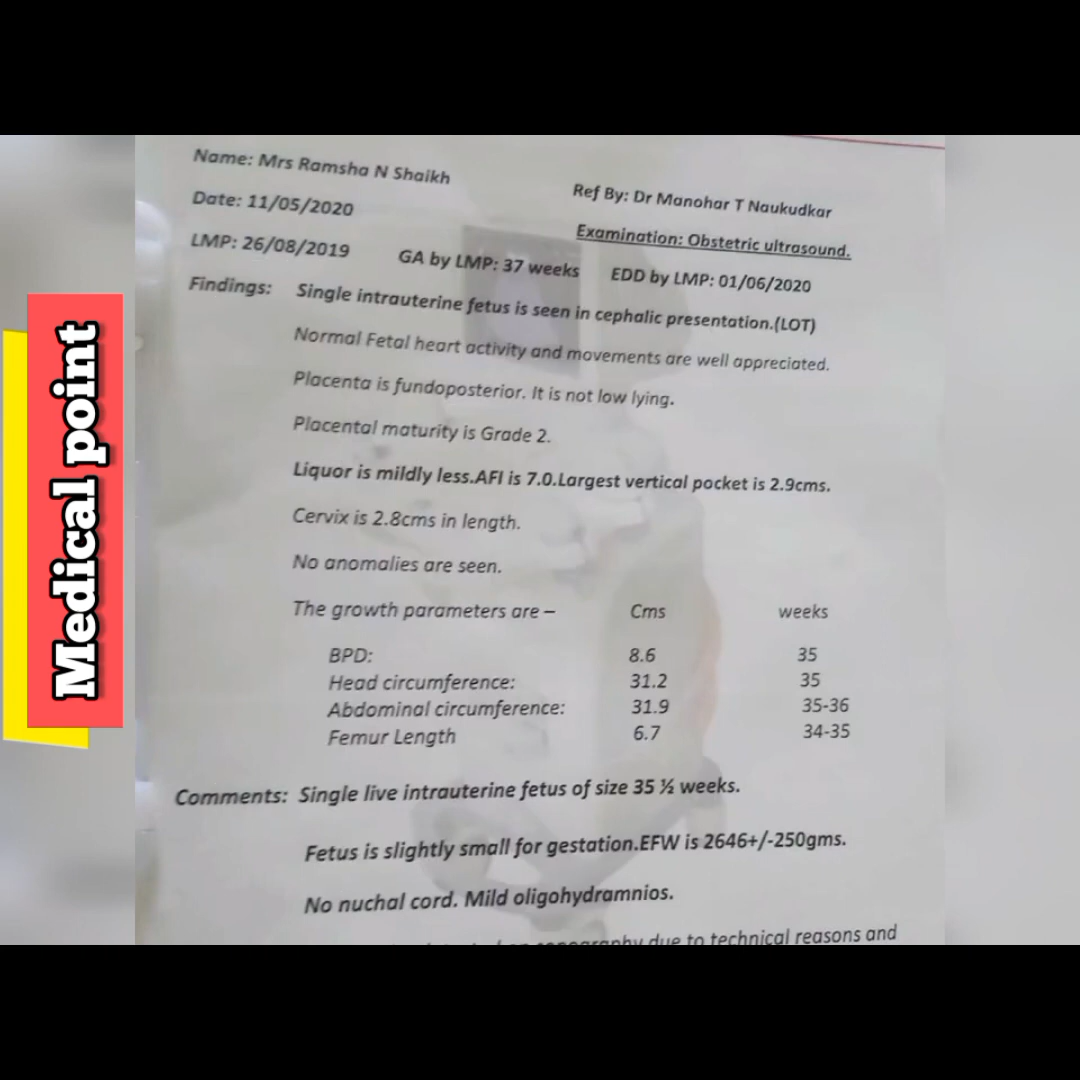 Medical point
Name: Mrs Ramsha N Shaikh
Ref By: Dr Manohar T Naukudkar
Date: 11/05/2020
Examination: Obstetric ultrasound.
LMP: 26/08/2019 GA by LMP: 37 weeks EDD by LMP: 01/06/2020
Findings: Single intrauterine fetus is seen in cephalic presentation.(LOT)
Normal Fetal heart activity and movements are well appreciated.
Placenta is fundoposterior. It is not low lying.
Placental maturity is Grade 2.
Liquor is mildly less.AFI is 7.0.Largest vertical pocket is 2.9cms.
Cervix is 2.8cms in length.
No anomalies are seen.
The growth parameters are – Cms weeks
BPD: 8.6 35
Head circumference: 31.2 35
Abdominal circumference: 31.9 35-36
Femur Length 6.7 34-35
Comments: Single live intrauterine fetus of size 35 ½ weeks.
Fetus is slightly small for gestation.EFW is 2646+/-250gms.
No nuchal cord. Mild oligohydramnios.
due to technical reasons and